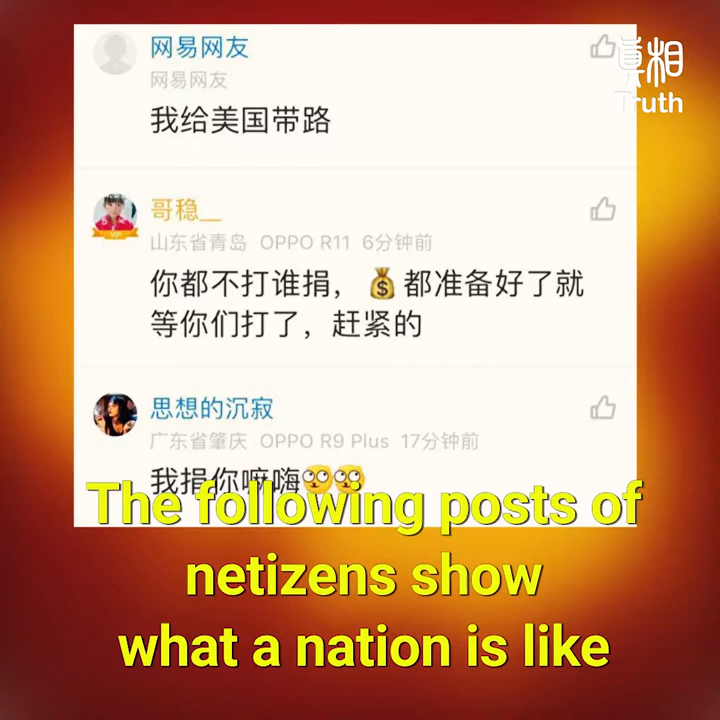 网易网友
真相
Truth
网易网友
我给美国带路
哥稳__
VIP
山东省青岛 OPPO R11 6分钟前
你都不打谁捐，💰都准备好了就
等你们打了，赶紧的
思想的沉寂
广东省肇庆 OPPO R9 Plus 17分钟前
我捐你嘛嗨🙄🙄
The following posts of
netizens show
what a nation is like